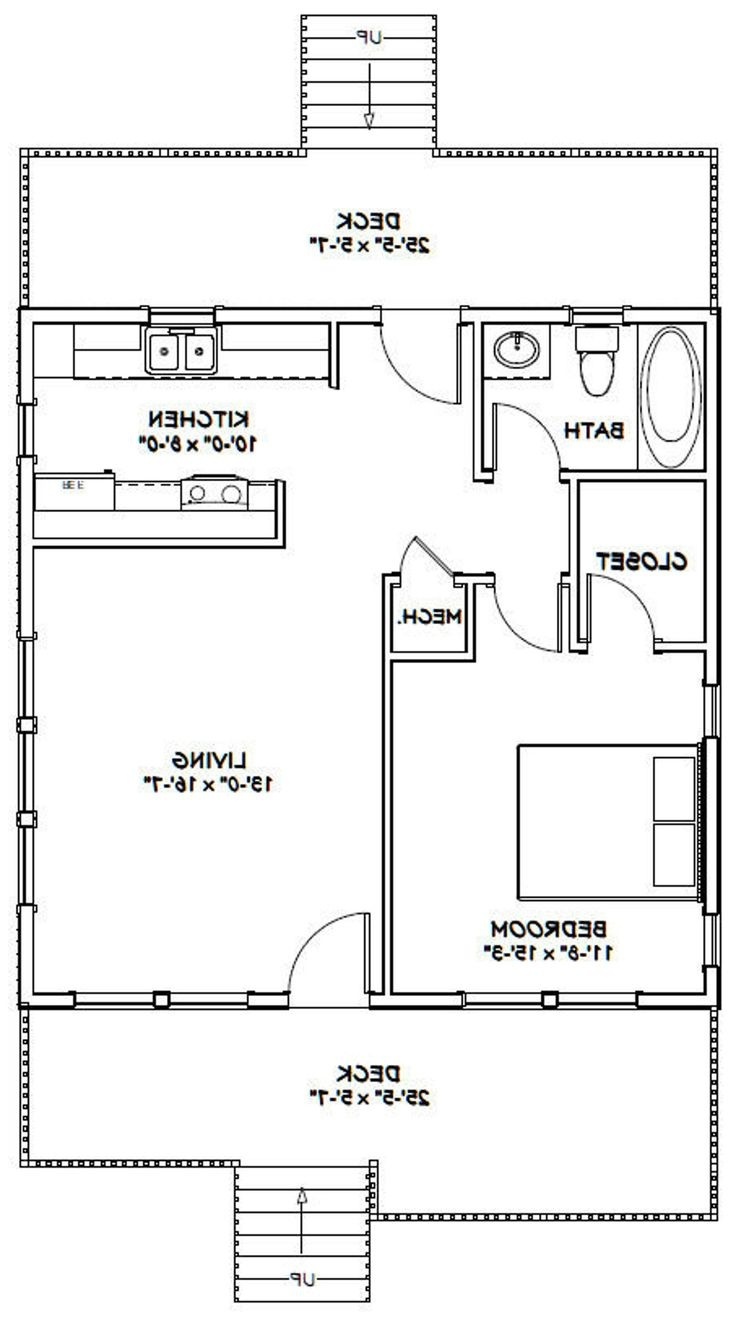 UP
DECK
25'-5" x 5'-7"
KITCHEN
10'-0" x 8'-0"
BATH
CLOSET
MECH.
LIVING
13'-0" x 16'-7"
BEDROOM
11'-8" x 15'-3"
DECK
25'-5" x 5'-7"
UP